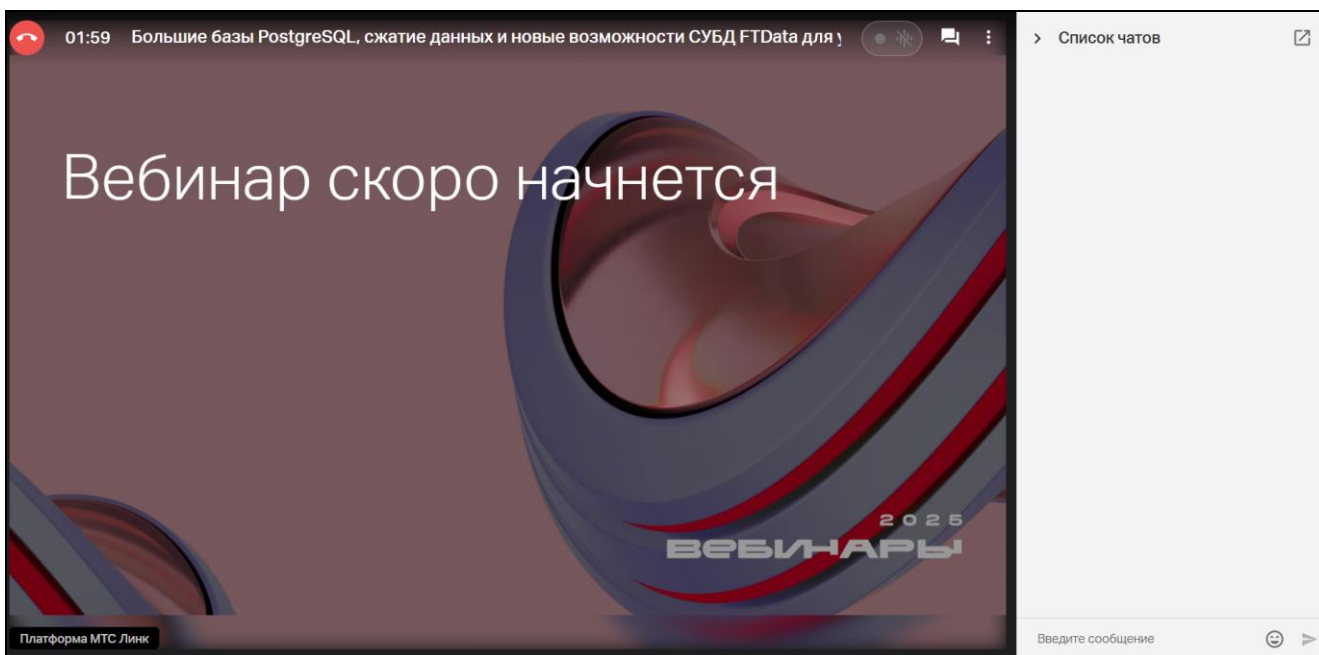 01:59 Большие базы PostgreSQL, сжатие данных и новые возможности СУБД FTData для
Список чатов
Вебинар скоро начнется
2025
ВЕБИНАРЫ
Платформа МТС Линк
Введите сообщение